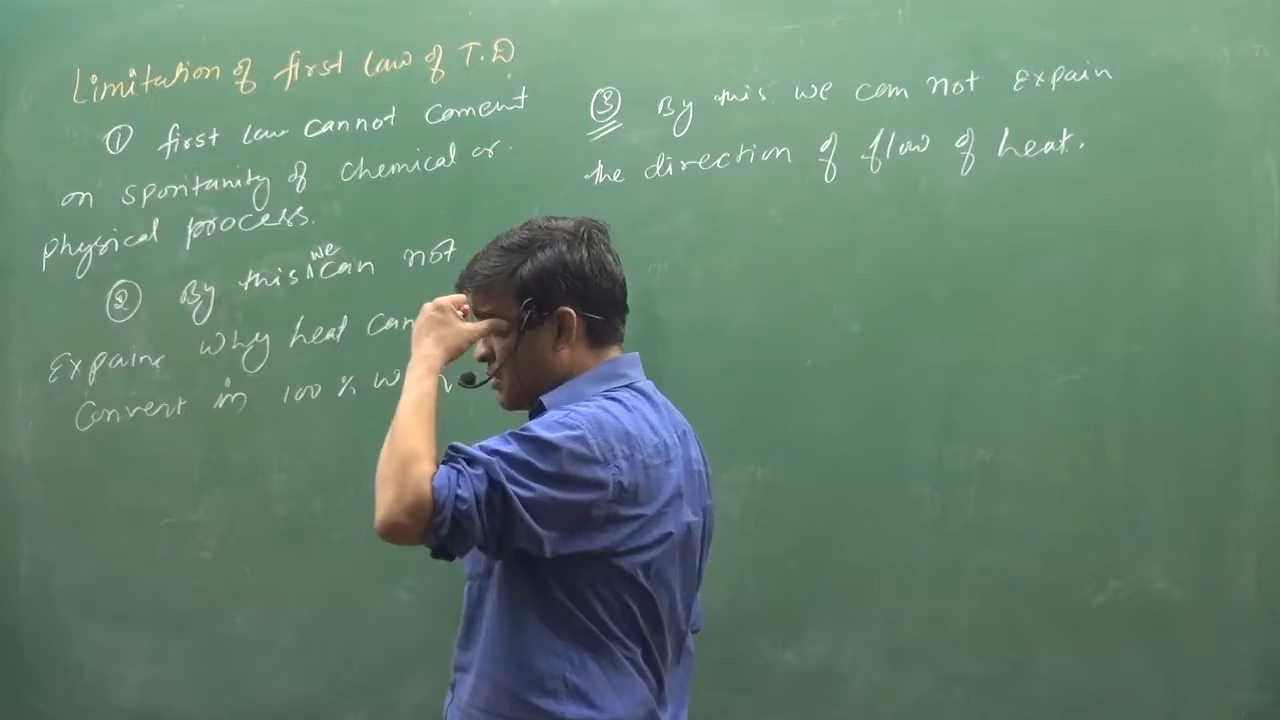 Limitation of first law of T.D
① first law cannot coment
on spontanity of chemical or
physical process.
② By this we can not
Expaine why heat can
Convert in 100 %
③ By this we can not Expain
the direction of flow of heat.